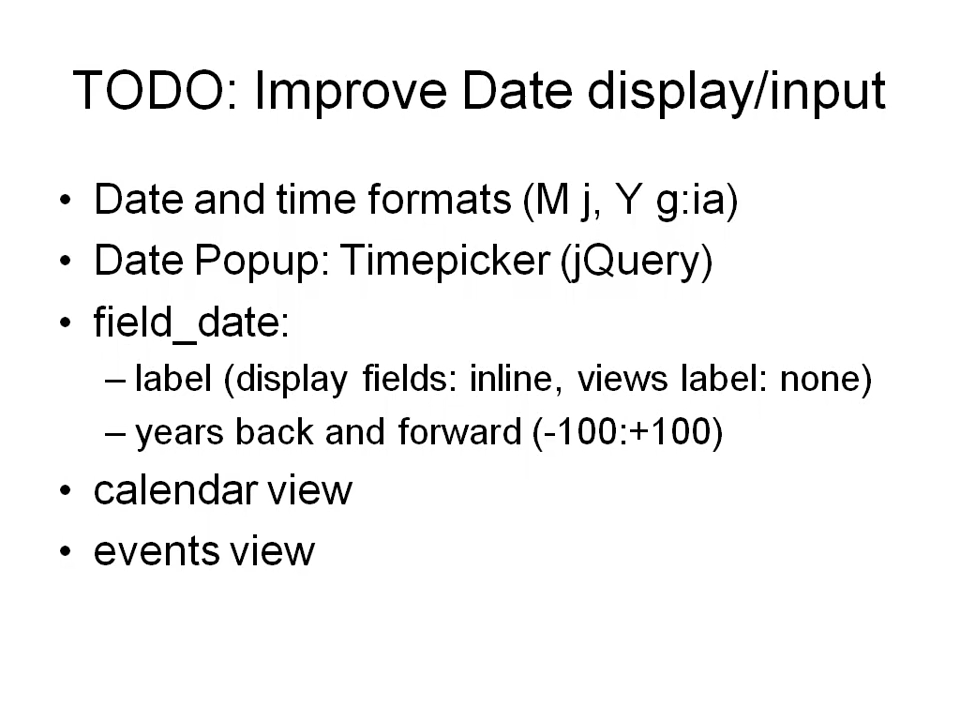 TODO: Improve Date display/input
• Date and time formats (M j, Y g:ia)
• Date Popup: Timepicker (jQuery)
• field_date:
– label (display fields: inline, views label: none)
– years back and forward (-100:+100)
• calendar view
• events view